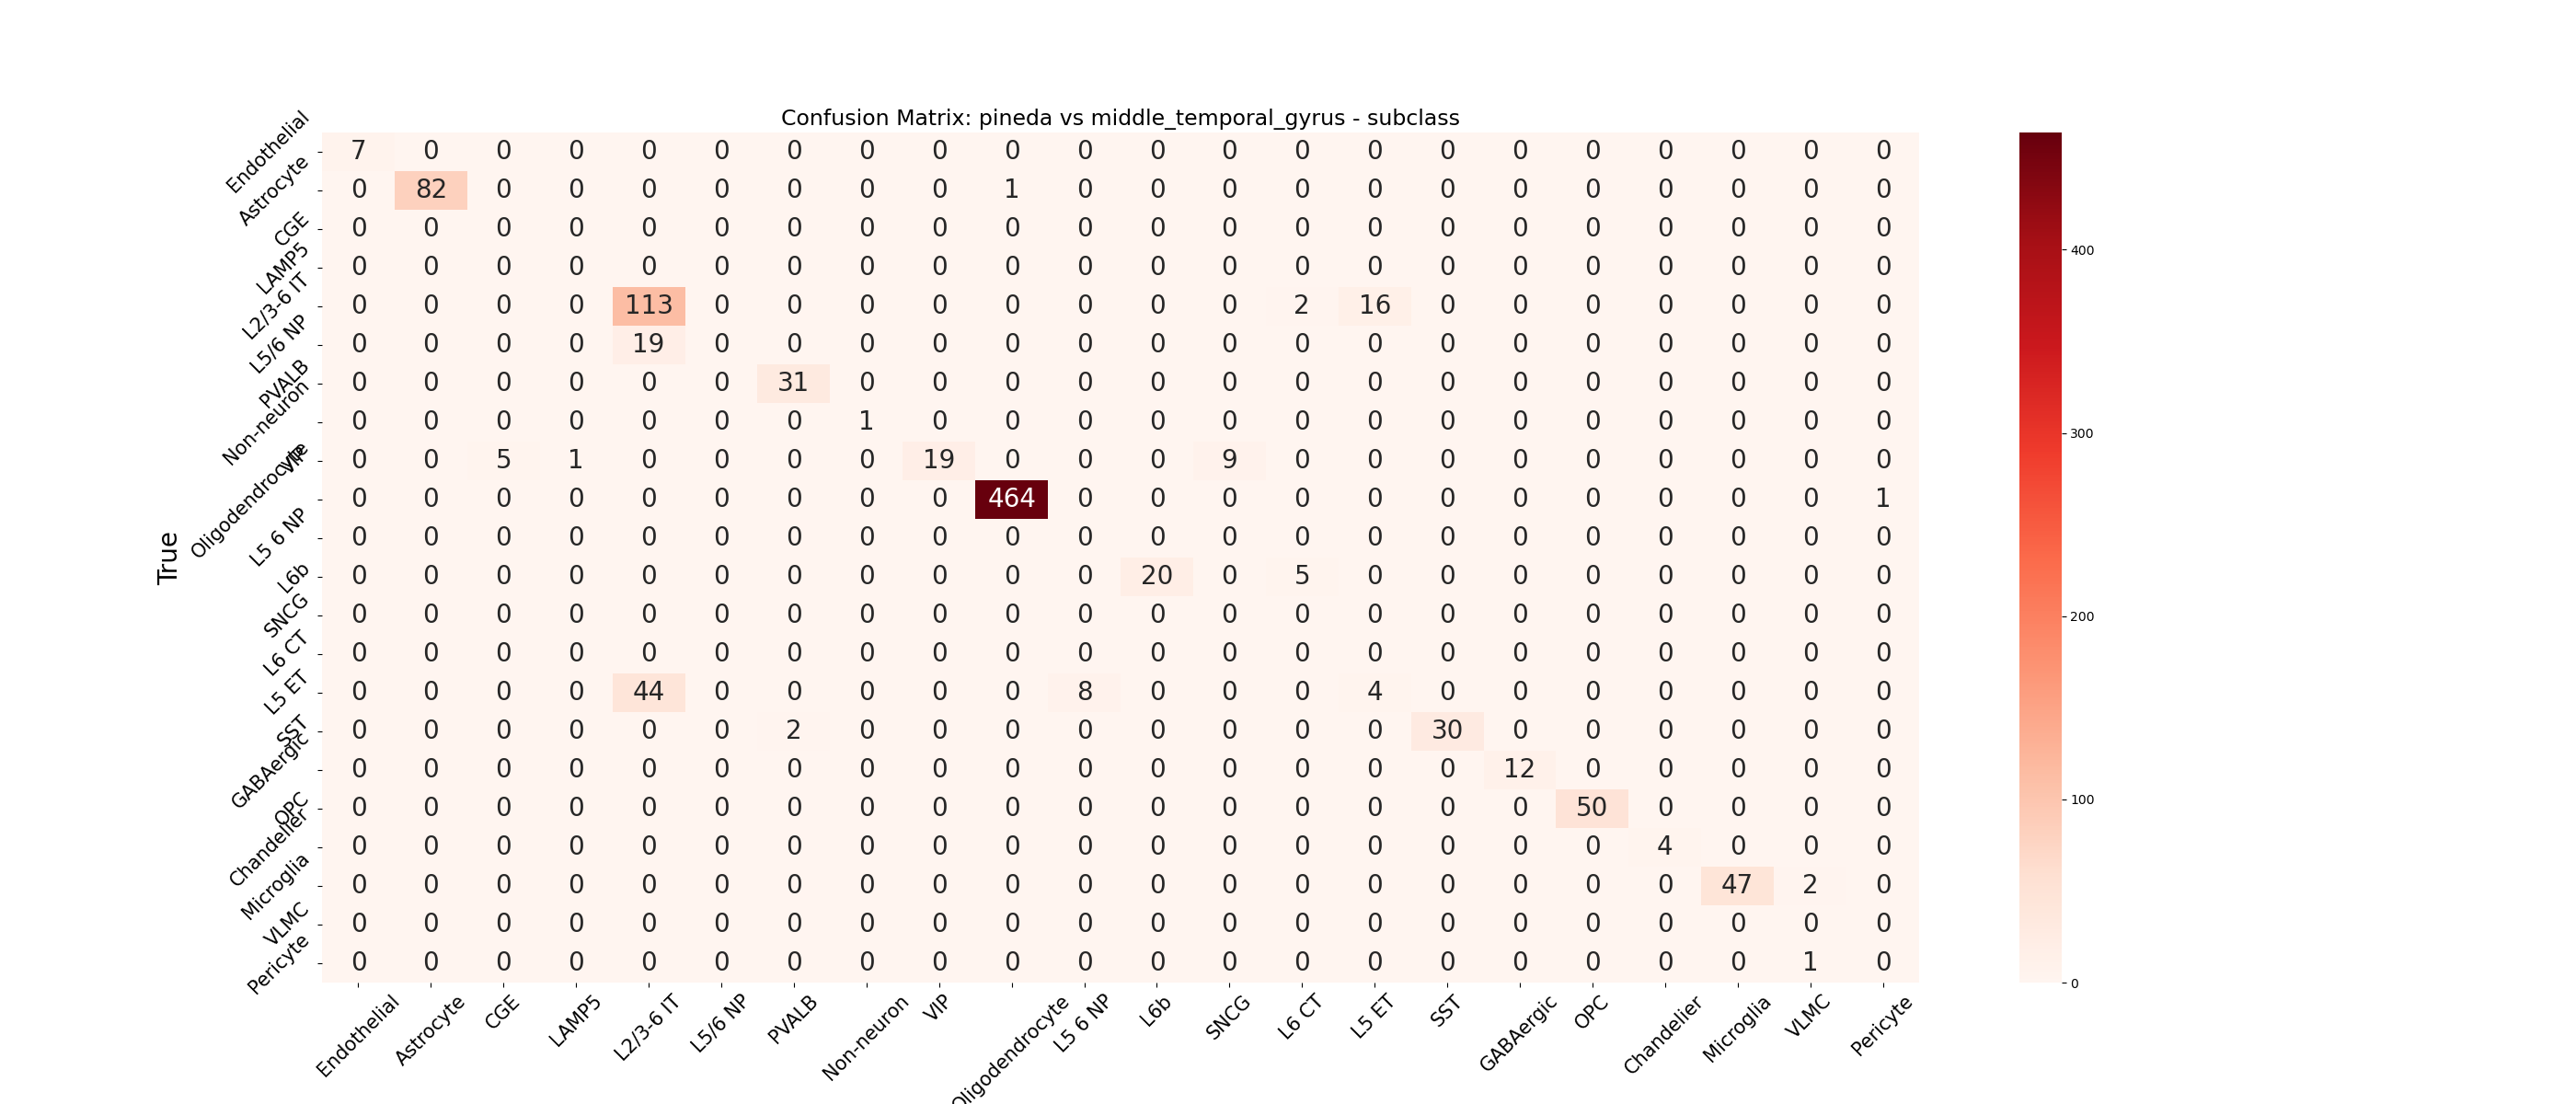 Confusion Matrix: pineda vs middle_temporal_gyrus - subclass
True
Endothelial 7 0 0 0 0 0 0 0 0 0 0 0 0 0 0 0 0 0 0 0 0 0
Astrocyte 0 82 0 0 0 0 0 0 0 1 0 0 0 0 0 0 0 0 0 0 0 0
CGE 0 0 0 0 0 0 0 0 0 0 0 0 0 0 0 0 0 0 0 0 0 0
LAMP5 0 0 0 0 0 0 0 0 0 0 0 0 0 0 0 0 0 0 0 0 0 0
L2/3-6 IT 0 0 0 0 113 0 0 0 0 0 0 0 0 2 16 0 0 0 0 0 0 0
L5/6 NP 0 0 0 0 19 0 0 0 0 0 0 0 0 0 0 0 0 0 0 0 0 0
PVALB 0 0 0 0 0 0 31 0 0 0 0 0 0 0 0 0 0 0 0 0 0 0
Non-neuron 0 0 0 0 0 0 0 1 0 0 0 0 0 0 0 0 0 0 0 0 0 0
VIP 0 0 5 1 0 0 0 0 19 0 0 0 9 0 0 0 0 0 0 0 0 0
Oligodendrocyte 0 0 0 0 0 0 0 0 0 464 0 0 0 0 0 0 0 0 0 0 0 1
L5 6 NP 0 0 0 0 0 0 0 0 0 0 0 0 0 0 0 0 0 0 0 0 0 0
L6b 0 0 0 0 0 0 0 0 0 0 0 20 0 5 0 0 0 0 0 0 0 0
SNCG 0 0 0 0 0 0 0 0 0 0 0 0 0 0 0 0 0 0 0 0 0 0
L6 CT 0 0 0 0 0 0 0 0 0 0 0 0 0 0 0 0 0 0 0 0 0 0
L5 ET 0 0 0 0 44 0 0 0 0 0 8 0 0 0 4 0 0 0 0 0 0 0
SST 0 0 0 0 0 0 2 0 0 0 0 0 0 0 0 30 0 0 0 0 0 0
GABAergic 0 0 0 0 0 0 0 0 0 0 0 0 0 0 0 0 12 0 0 0 0 0
OPC 0 0 0 0 0 0 0 0 0 0 0 0 0 0 0 0 0 50 0 0 0 0
Chandelier 0 0 0 0 0 0 0 0 0 0 0 0 0 0 0 0 0 0 4 0 0 0
Microglia 0 0 0 0 0 0 0 0 0 0 0 0 0 0 0 0 0 0 0 47 2 0
VLMC 0 0 0 0 0 0 0 0 0 0 0 0 0 0 0 0 0 0 0 0 0 0
Pericyte 0 0 0 0 0 0 0 0 0 0 0 0 0 0 0 0 0 0 0 0 1 0
Endothelial Astrocyte CGE LAMP5 L2/3-6 IT L5/6 NP PVALB Non-neuron VIP Oligodendrocyte L5 6 NP L6b SNCG L6 CT L5 ET SST GABAergic OPC Chandelier Microglia VLMC Pericyte
400
300
200
100
0